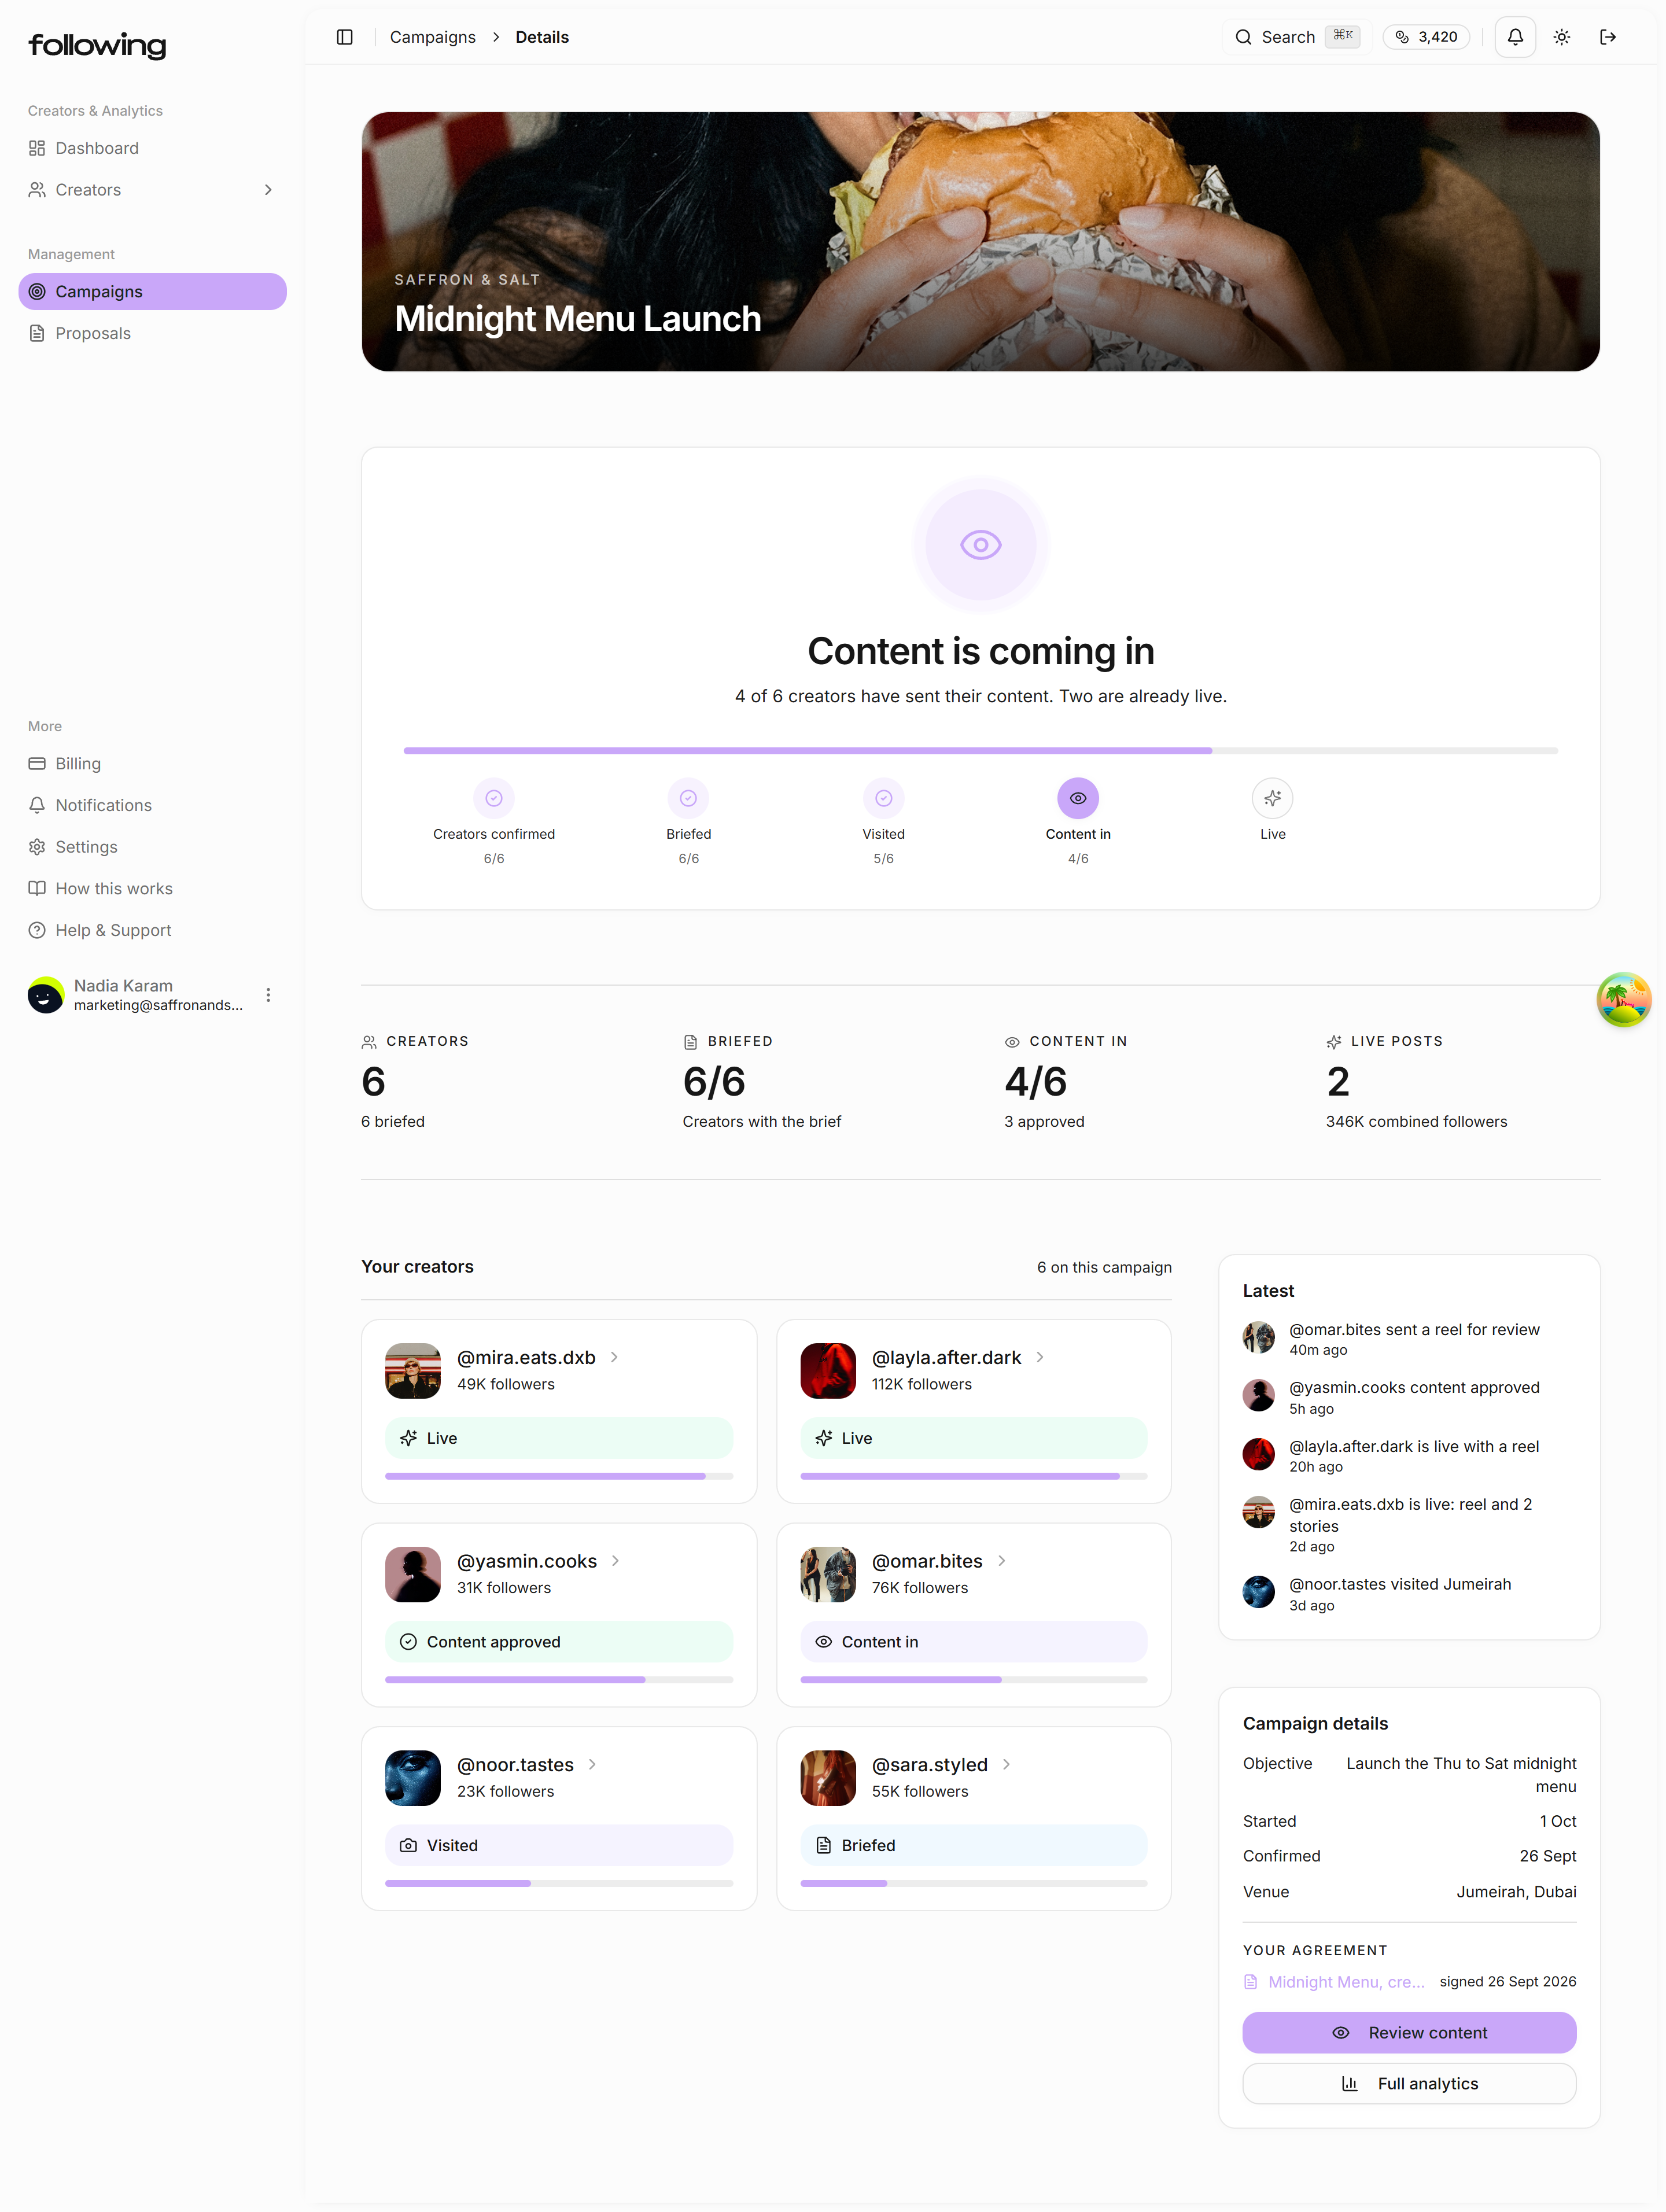 following
Creators & Analytics
Dashboard
Creators
Management
Campaigns
Proposals
More
Billing
Notifications
Settings
How this works
Help & Support
Nadia Karam
marketing@saffronands...
Campaigns > Details
Search ⌘K
3,420
SAFFRON & SALT
Midnight Menu Launch
Content is coming in
4 of 6 creators have sent their content. Two are already live.
Creators confirmed
6/6
Briefed
6/6
Visited
5/6
Content in
4/6
Live
CREATORS
6
6 briefed
BRIEFED
6/6
Creators with the brief
CONTENT IN
4/6
3 approved
LIVE POSTS
2
346K combined followers
Your creators
6 on this campaign
@mira.eats.dxb
49K followers
Live
@layla.after.dark
112K followers
Live
@yasmin.cooks
31K followers
Content approved
@omar.bites
76K followers
Content in
@noor.tastes
23K followers
Visited
@sara.styled
55K followers
Briefed
Latest
@omar.bites sent a reel for review
40m ago
@yasmin.cooks content approved
5h ago
@layla.after.dark is live with a reel
20h ago
@mira.eats.dxb is live: reel and 2
stories
2d ago
@noor.tastes visited Jumeirah
3d ago
Campaign details
Objective Launch the Thu to Sat midnight
menu
Started 1 Oct
Confirmed 26 Sept
Venue Jumeirah, Dubai
YOUR AGREEMENT
Midnight Menu, cre... signed 26 Sept 2026
Review content
Full analytics